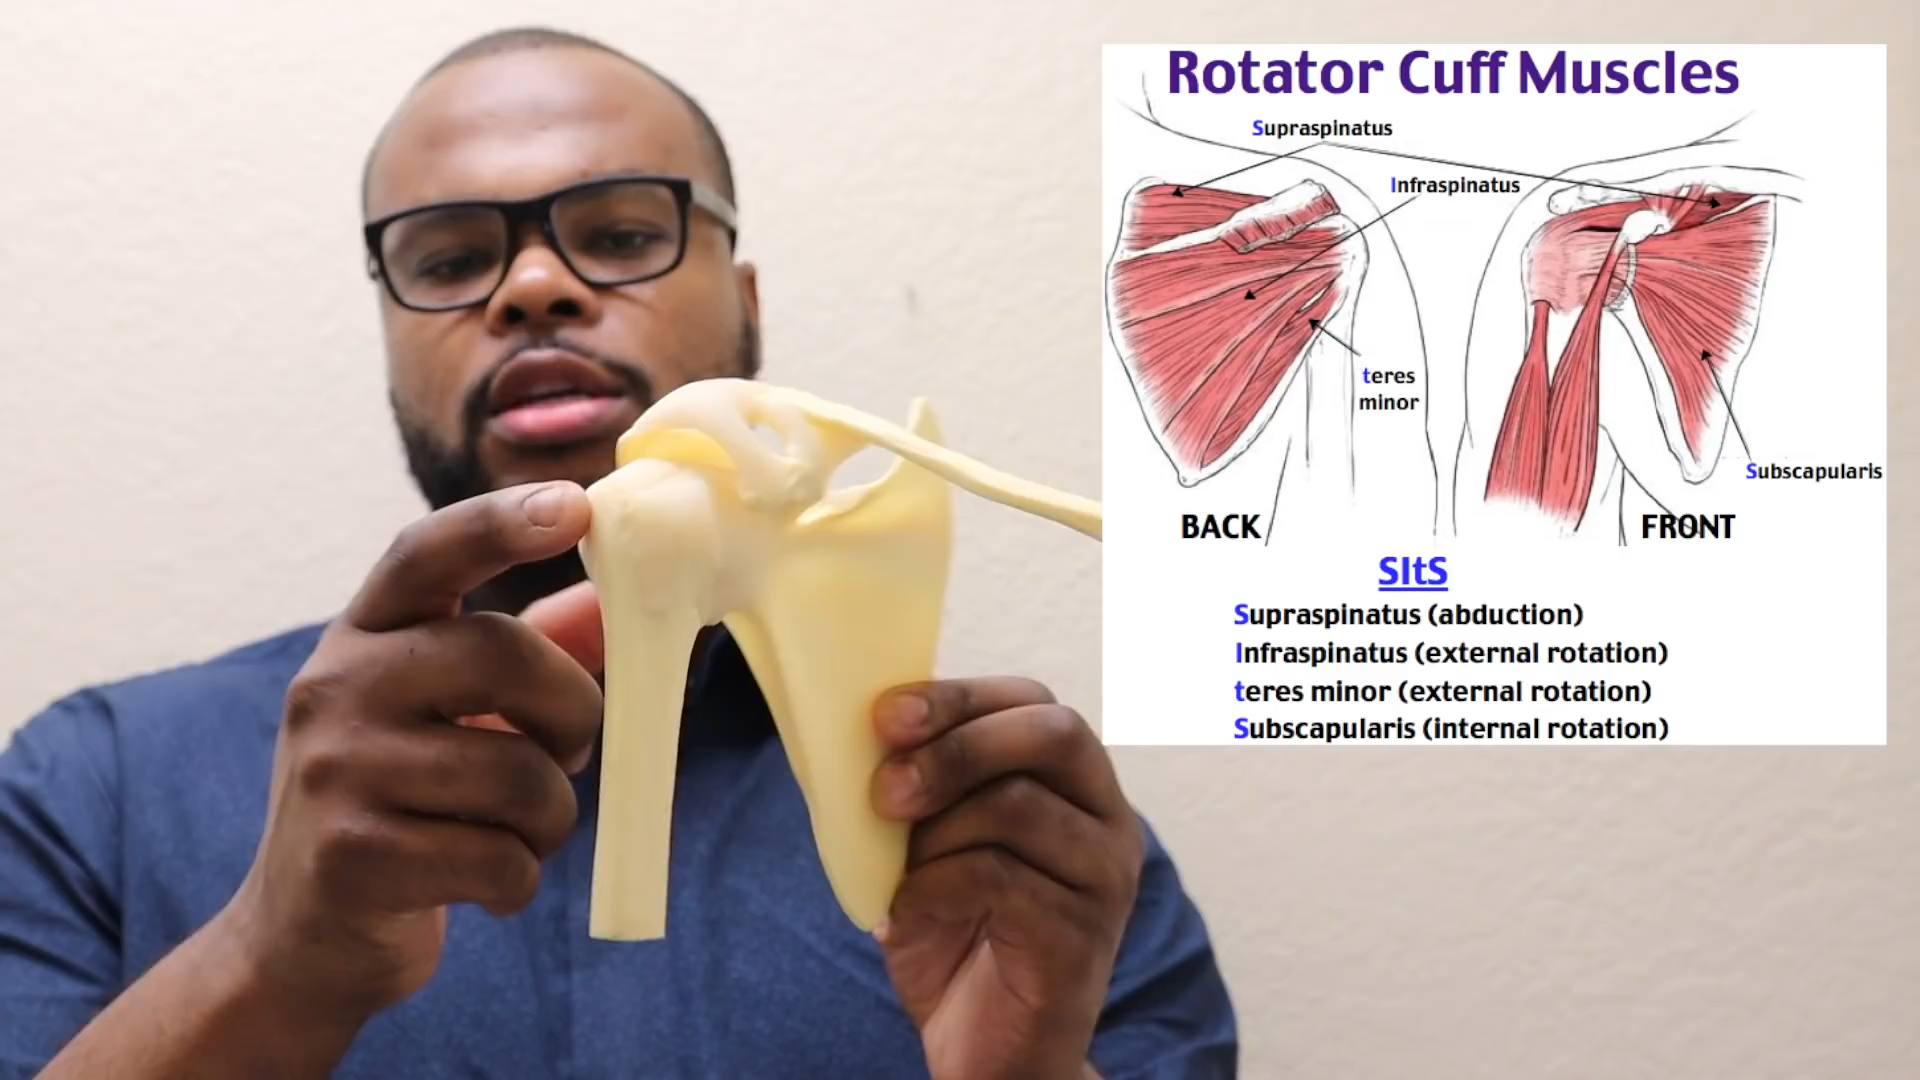 Rotator Cuff Muscles
Supraspinatus
Infraspinatus
teres
minor
Subscapularis
BACK
FRONT
SItS
Supraspinatus (abduction)
Infraspinatus (external rotation)
teres minor (external rotation)
Subscapularis (internal rotation)